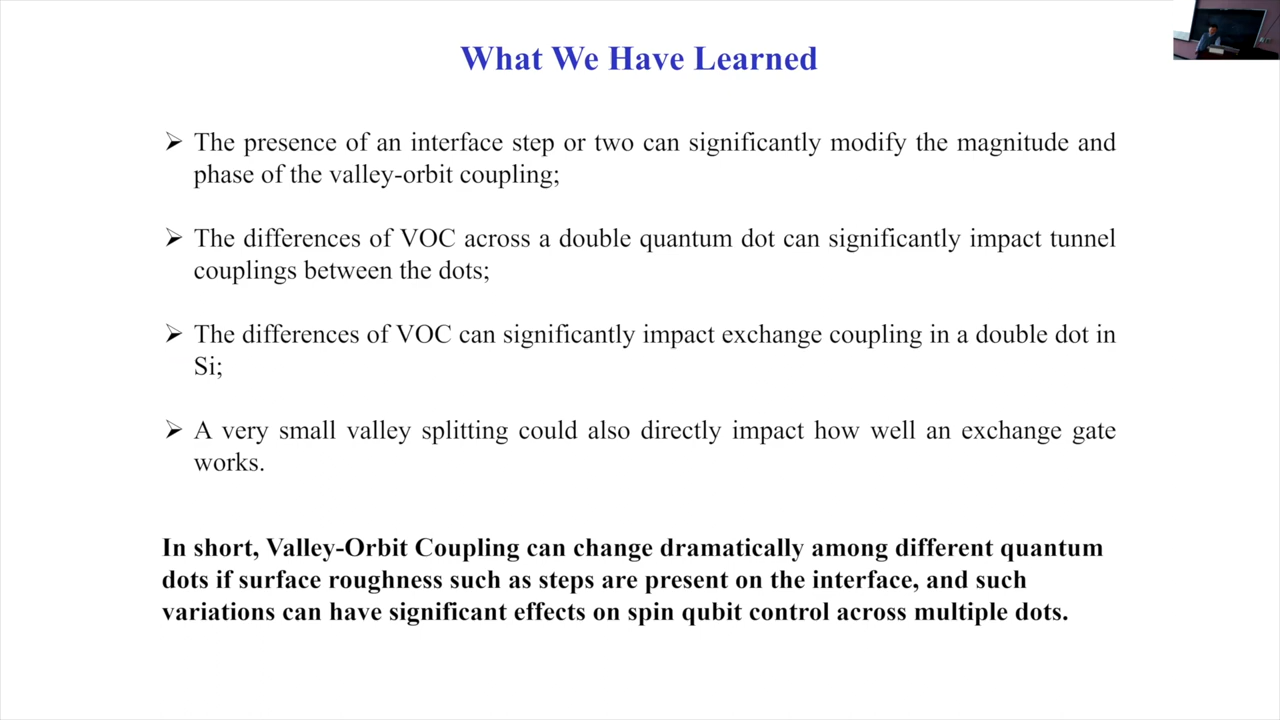 What We Have Learned
➢ The presence of an interface step or two can significantly modify the magnitude and
phase of the valley-orbit coupling;
➢ The differences of VOC across a double quantum dot can significantly impact tunnel
couplings between the dots;
➢ The differences of VOC can significantly impact exchange coupling in a double dot in
Si;
➢ A very small valley splitting could also directly impact how well an exchange gate
works.
In short, Valley-Orbit Coupling can change dramatically among different quantum
dots if surface roughness such as steps are present on the interface, and such
variations can have significant effects on spin qubit control across multiple dots.